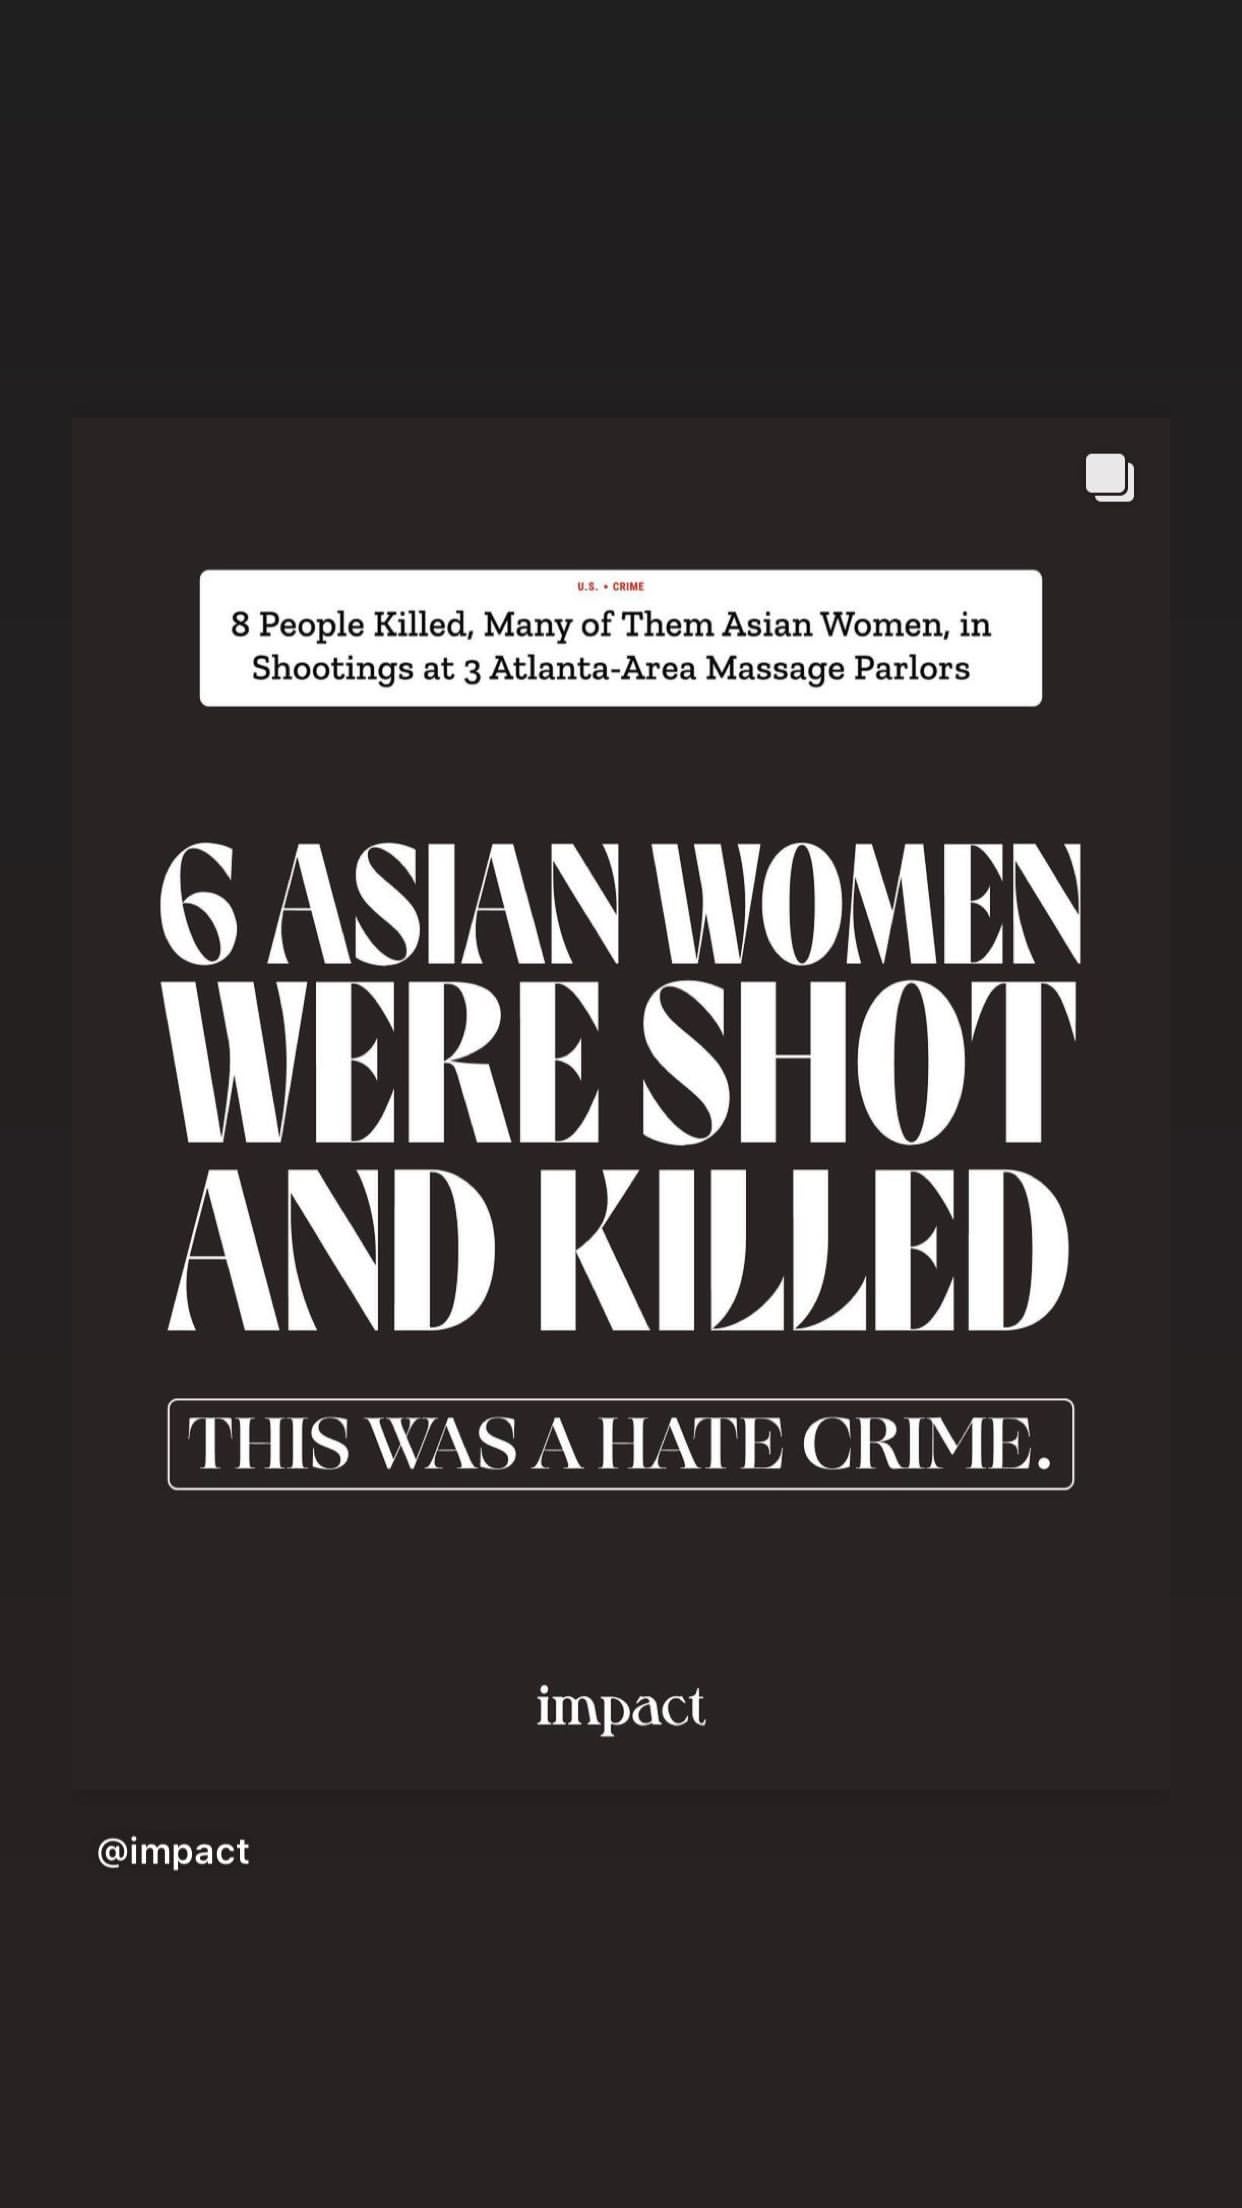 U.S. • CRIME
8 People Killed, Many of Them Asian Women, in
Shootings at 3 Atlanta-Area Massage Parlors
6 ASIAN WOMEN
WERE SHOT
AND KILLED
THIS WAS A HATE CRIME.
impact
@impact